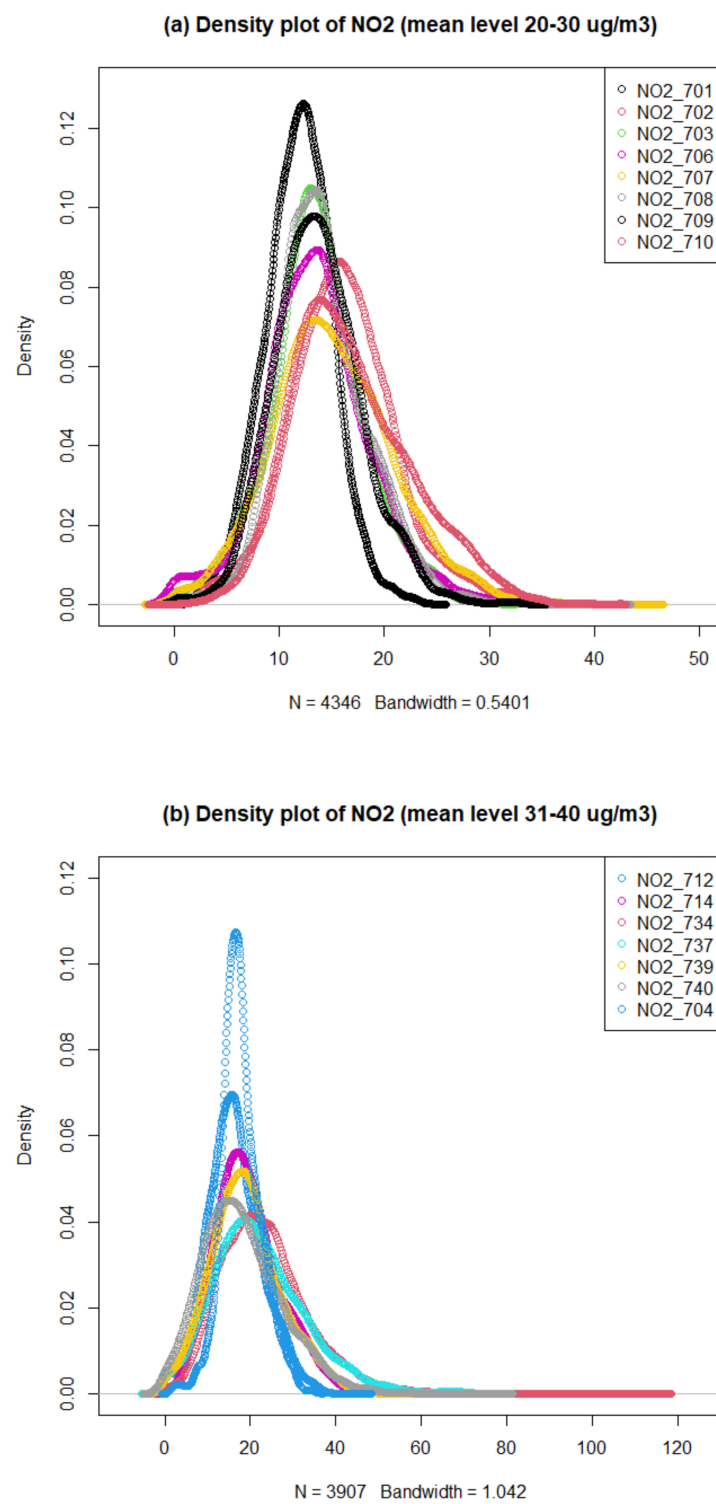 (a) Density plot of NO2 (mean level 20-30 ug/m3)
NO2_701
NO2_702
NO2_703
NO2_706
NO2_707
NO2_708
NO2_709
NO2_710
Density
0.12
0.10
0.08
0.06
0.04
0.02
0.00
0 10 20 30 40 50
N = 4346 Bandwidth = 0.5401
(b) Density plot of NO2 (mean level 31-40 ug/m3)
NO2_712
NO2_714
NO2_734
NO2_737
NO2_739
NO2_740
NO2_704
Density
0.12
0.10
0.08
0.06
0.04
0.02
0.00
0 20 40 60 80 100 120
N = 3907 Bandwidth = 1.042